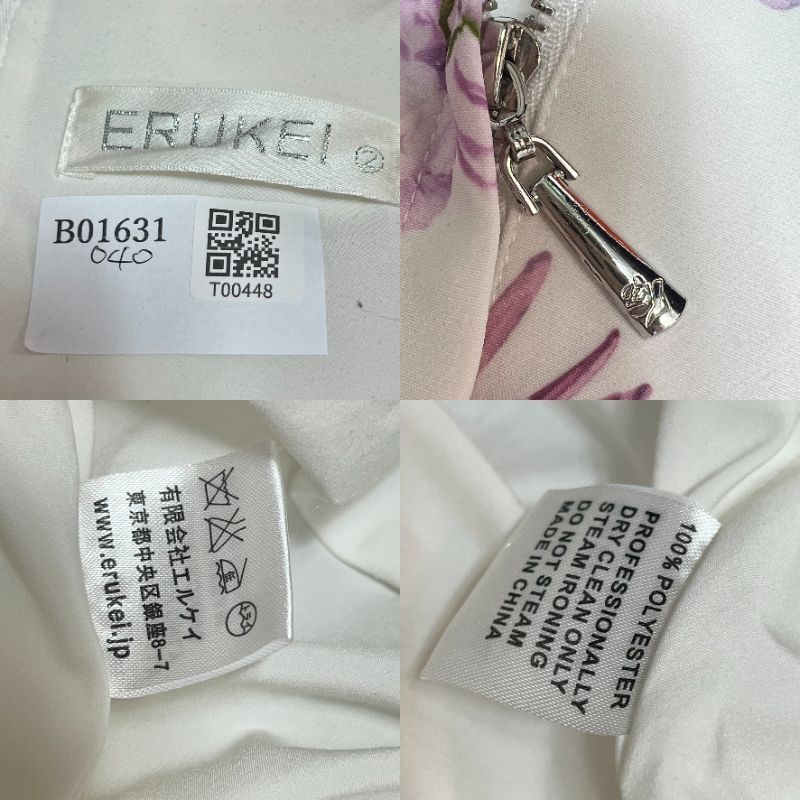 ERUKEI ②
B01631
040
T00448
有限会社エルケイ
東京都中央区銀座8-7
www.erukei.jp
100% POLYESTER
PROFESSIONALLY
DRY CLEAN ONLY
STEAM IRONING
DO NOT STEAM
MADE IN CHINA